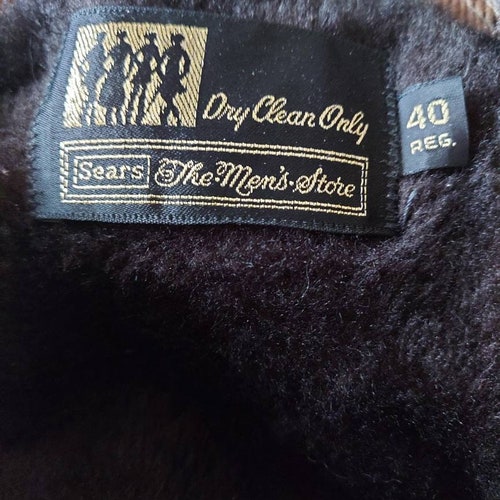 Dry Clean Only
Sears The Men's Store
40
REG.